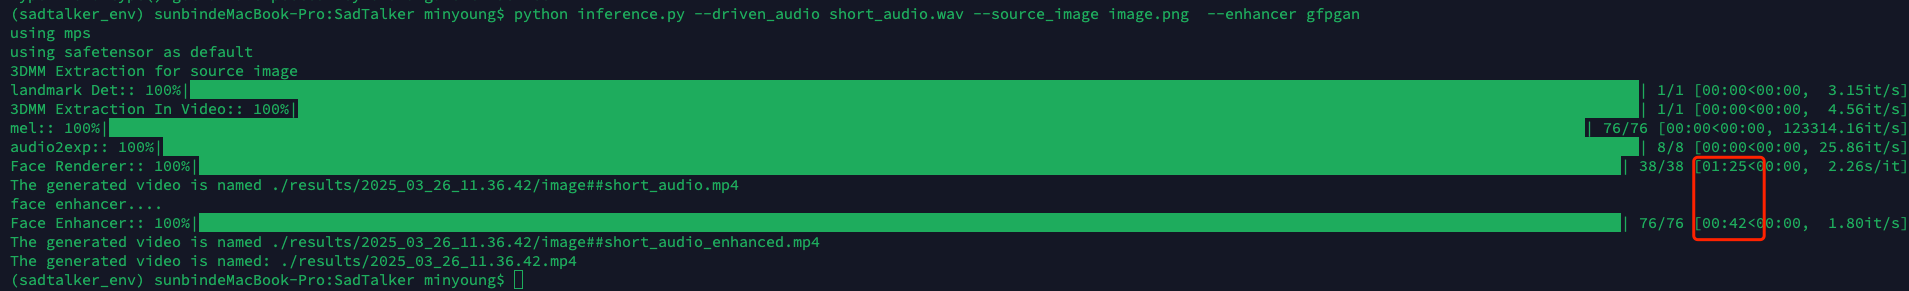 (sadtalker_env) sunbindeMacBook-Pro:SadTalker minyoung$ python inference.py --driven_audio short_audio.wav --source_image image.png  --enhancer gfpgan
using mps
using safetensor as default
3DMM Extraction for source image
landmark Det:: 100%| | 1/1 [00:00<00:00,  3.15it/s]
3DMM Extraction In Video:: 100%| | 1/1 [00:00<00:00,  4.56it/s]
mel:: 100%| | 76/76 [00:00<00:00, 123314.16it/s]
audio2exp:: 100%| | 8/8 [00:00<00:00, 25.86it/s]
Face Renderer:: 100%| | 38/38 [01:25<00:00,  2.26s/it]
The generated video is named ./results/2025_03_26_11.36.42/image##short_audio.mp4
face enhancer....
Face Enhancer:: 100%| | 76/76 [00:42<00:00,  1.80it/s]
The generated video is named ./results/2025_03_26_11.36.42/image##short_audio_enhanced.mp4
The generated video is named: ./results/2025_03_26_11.36.42.mp4
(sadtalker_env) sunbindeMacBook-Pro:SadTalker minyoung$